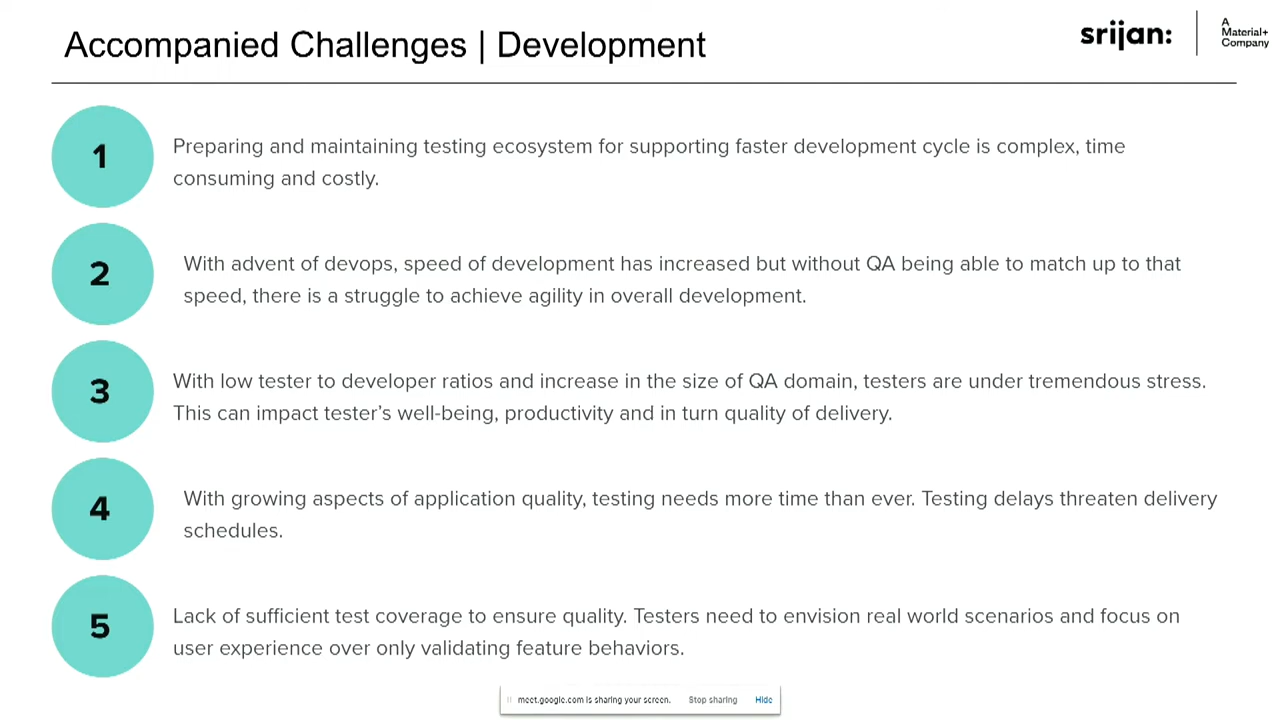 Accompanied Challenges | Development
srijan:
A
Material+
Company
1
Preparing and maintaining testing ecosystem for supporting faster development cycle is complex, time
consuming and costly.
2
With advent of devops, speed of development has increased but without QA being able to match up to that
speed, there is a struggle to achieve agility in overall development.
3
With low tester to developer ratios and increase in the size of QA domain, testers are under tremendous stress.
This can impact tester’s well-being, productivity and in turn quality of delivery.
4
With growing aspects of application quality, testing needs more time than ever. Testing delays threaten delivery
schedules.
5
Lack of sufficient test coverage to ensure quality. Testers need to envision real world scenarios and focus on
user experience over only validating feature behaviors.
meet.google.com is sharing your screen. Stop sharing Hide